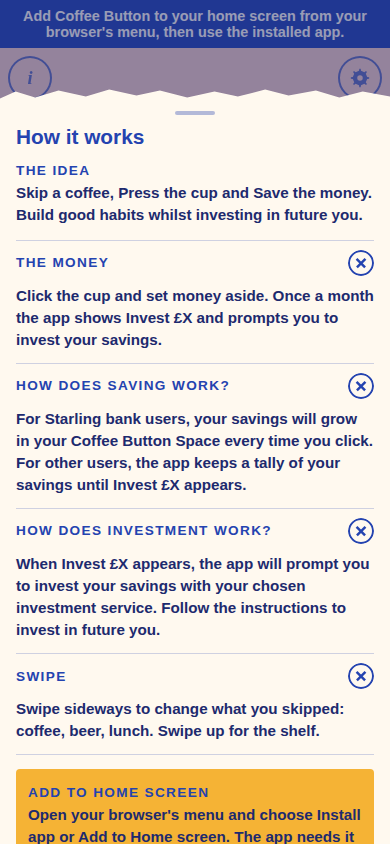 Add Coffee Button to your home screen from your
browser's menu, then use the installed app.
i
How it works
THE IDEA
Skip a coffee, Press the cup and Save the money.
Build good habits whilst investing in future you.
THE MONEY
Click the cup and set money aside. Once a month
the app shows Invest £X and prompts you to
invest your savings.
HOW DOES SAVING WORK?
For Starling bank users, your savings will grow
in your Coffee Button Space every time you click.
For other users, the app keeps a tally of your
savings until Invest £X appears.
HOW DOES INVESTMENT WORK?
When Invest £X appears, the app will prompt you
to invest your savings with your chosen
investment service. Follow the instructions to
invest in future you.
SWIPE
Swipe sideways to change what you skipped:
coffee, beer, lunch. Swipe up for the shelf.
ADD TO HOME SCREEN
Open your browser's menu and choose Install
app or Add to Home screen. The app needs it